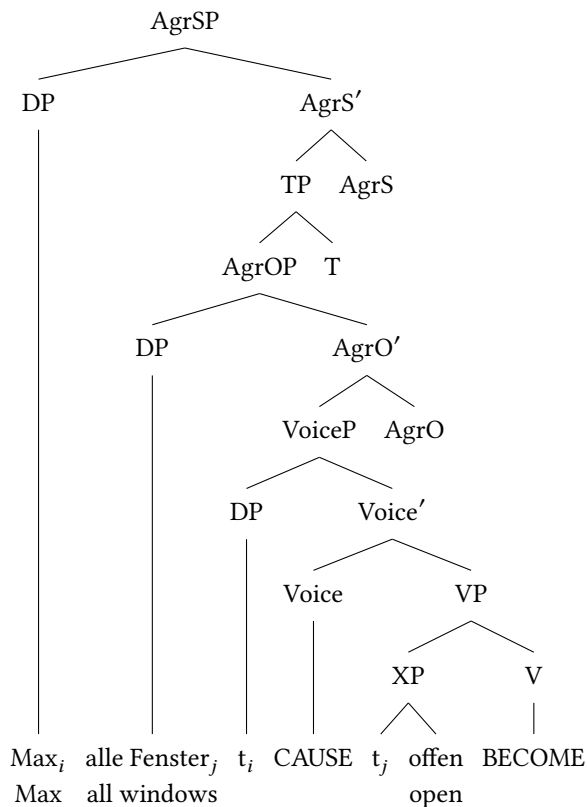 AgrSP
DP AgrS′
TP AgrS
AgrOP T
DP AgrO′
VoiceP AgrO
DP Voice′
Voice VP
XP V
Maxᵢ alle Fensterⱼ tᵢ CAUSE tⱼ offen BECOME
Max all windows open